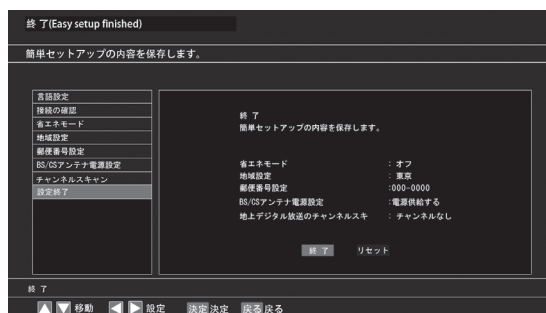 終 了(Easy setup finished)
簡単セットアップの内容を保存します。
言語設定
接続の確認
省エネモード
地域設定
郵便番号設定
BS/CSアンテナ電源設定
チャンネルスキャン
設定終了
終 了
簡単セットアップの内容を保存します。
省エネモード : オフ
地域設定 : 東京
郵便番号設定 :000-0000
BS/CSアンテナ電源設定 :電源供給する
地上デジタル放送のチャンネルスキ : チャンネルなし
終 了 リセット
終 了
移動 設定 決定 決定 戻る 戻る